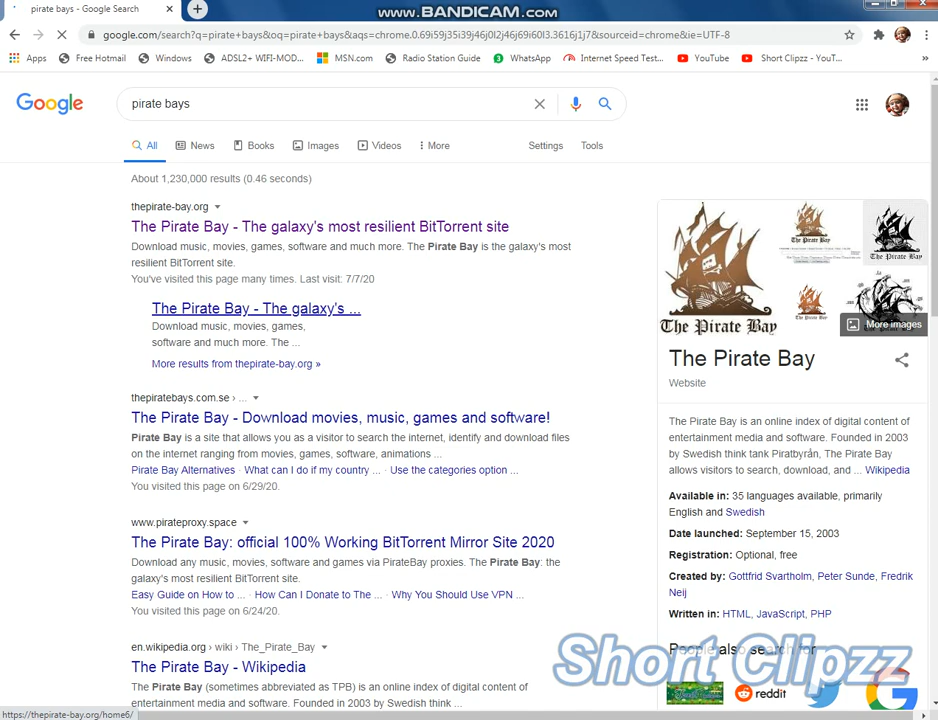 www.BANDICAM.com
pirate bays - Google Search
google.com/search?q=pirate+bays&oq=pirate+bays&aqs=chrome.0.69i59j35i39j46j0l2j46j69i60l3.3616j1j7&sourceid=chrome&ie=UTF-8
Apps Free Hotmail Windows ADSL2+ WIFI-MOD... MSN.com Radio Station Guide WhatsApp Internet Speed Test... YouTube Short Clipzz - YouT... »
Google
pirate bays
All News Books Images Videos More Settings Tools
About 1,230,000 results (0.46 seconds)
thepirate-bay.org
The Pirate Bay - The galaxy's most resilient BitTorrent site
Download music, movies, games, software and much more. The Pirate Bay is the galaxy's most
resilient BitTorrent site.
You've visited this page many times. Last visit: 7/7/20
The Pirate Bay - The galaxy's ...
Download music, movies, games,
software and much more. The ...
More results from thepirate-bay.org »
thepiratebays.com.se › ...
The Pirate Bay - Download movies, music, games and software!
Pirate Bay is a site that allows you as a visitor to search the internet, identify and download files
on the internet ranging from movies, games, software, animations ...
Pirate Bay Alternatives · What can I do if my country ... · Use the categories option ...
You visited this page on 6/29/20.
www.pirateproxy.space
The Pirate Bay: official 100% Working BitTorrent Mirror Site 2020
Download any music, movies, software and games via PirateBay proxies. The Pirate Bay: the
galaxy's most resilient BitTorrent site.
Easy Guide on How to ... · How Can I Donate to The ... · Why You Should Use VPN ...
You visited this page on 6/24/20.
en.wikipedia.org › wiki › The_Pirate_Bay
The Pirate Bay - Wikipedia
The Pirate Bay (sometimes abbreviated as TPB) is an online index of digital content of
entertainment media and software. Founded in 2003 by Swedish think ...
https://thepirate-bay.org/home6/
The Pirate Bay
The Pirate Bay
The Pirate Bay
More images
The Pirate Bay
Website
The Pirate Bay is an online index of digital content of
entertainment media and software. Founded in 2003
by Swedish think tank Piratbyrån, The Pirate Bay
allows visitors to search, download, and ... Wikipedia
Available in: 35 languages available, primarily
English and Swedish
Date launched: September 15, 2003
Registration: Optional, free
Created by: Gottfrid Svartholm, Peter Sunde, Fredrik
Neij
Written in: HTML, JavaScript, PHP
People also search for
Short Clipzz
reddit